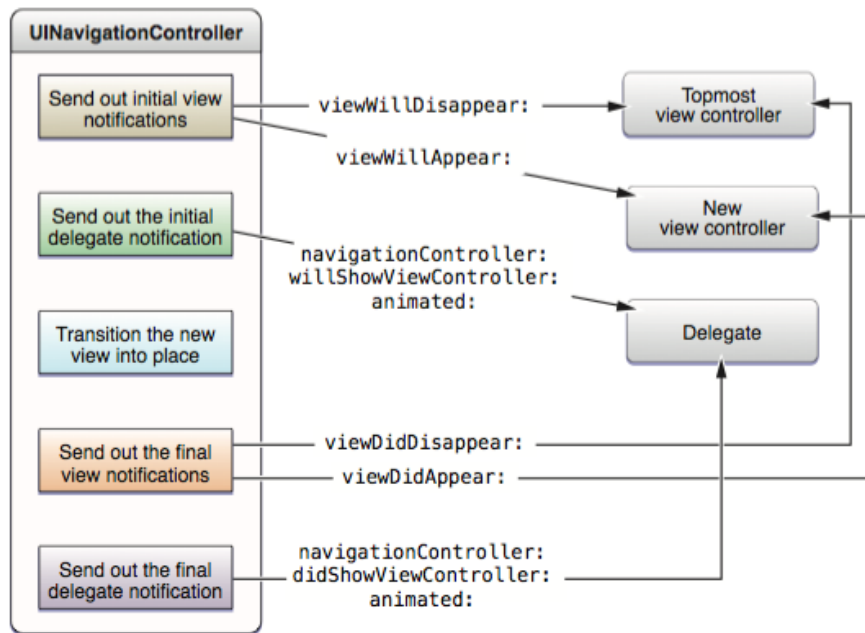 UINavigationController
Send out initial view
notifications
viewWillDisappear:
Topmost
view controller
viewWillAppear:
New
view controller
Send out the initial
delegate notification
navigationController:
willShowViewController:
animated:
Delegate
Transition the new
view into place
Send out the final
view notifications
viewDidDisappear:
viewDidAppear:
Send out the final
delegate notification
navigationController:
didShowViewController:
animated: